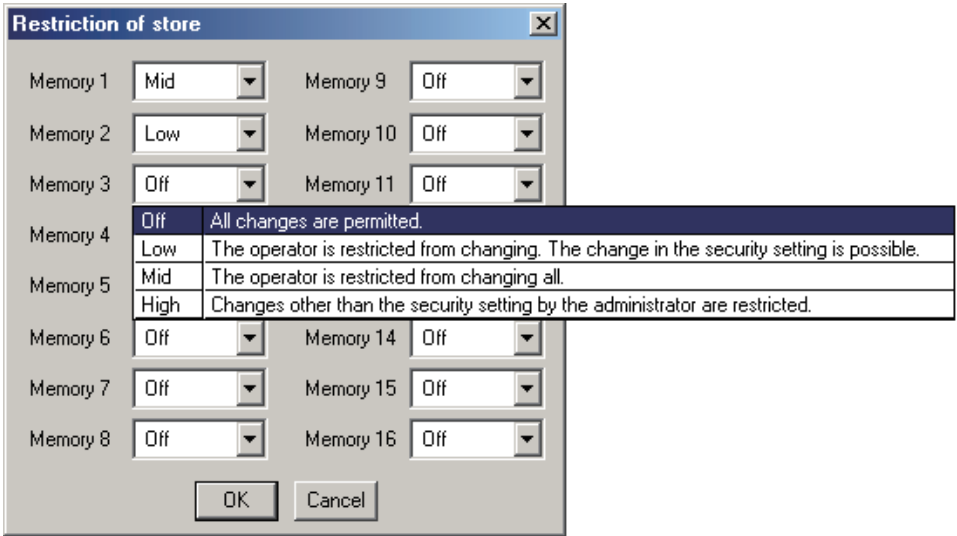 Restriction of store
Memory 1 Mid Memory 9 Off
Memory 2 Low Memory 10 Off
Memory 3 Off Memory 11 Off
Memory 4
Off All changes are permitted.
Low The operator is restricted from changing. The change in the security setting is possible.
Memory 5
Mid The operator is restricted from changing all.
High Changes other than the security setting by the administrator are restricted.
Memory 6 Off Memory 14 Off
Memory 7 Off Memory 15 Off
Memory 8 Off Memory 16 Off
OK Cancel